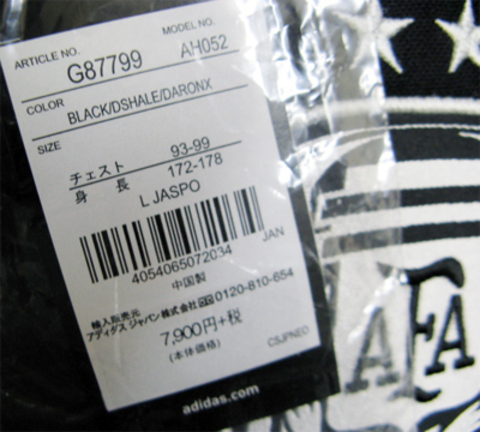 ARTICLE NO.
G87799
MODEL NO.
AH052
COLOR
BLACK/DSHALE/DARONX
SIZE
チェスト 93-99
身 長 172-178
L JASPO
JAN
4054065072034
中国製
輸入販売元
アディダス ジャパン株式会社 0120-810-654
7,900円+税
(本体価格)
CSJPNEO
adidas.com
AFA